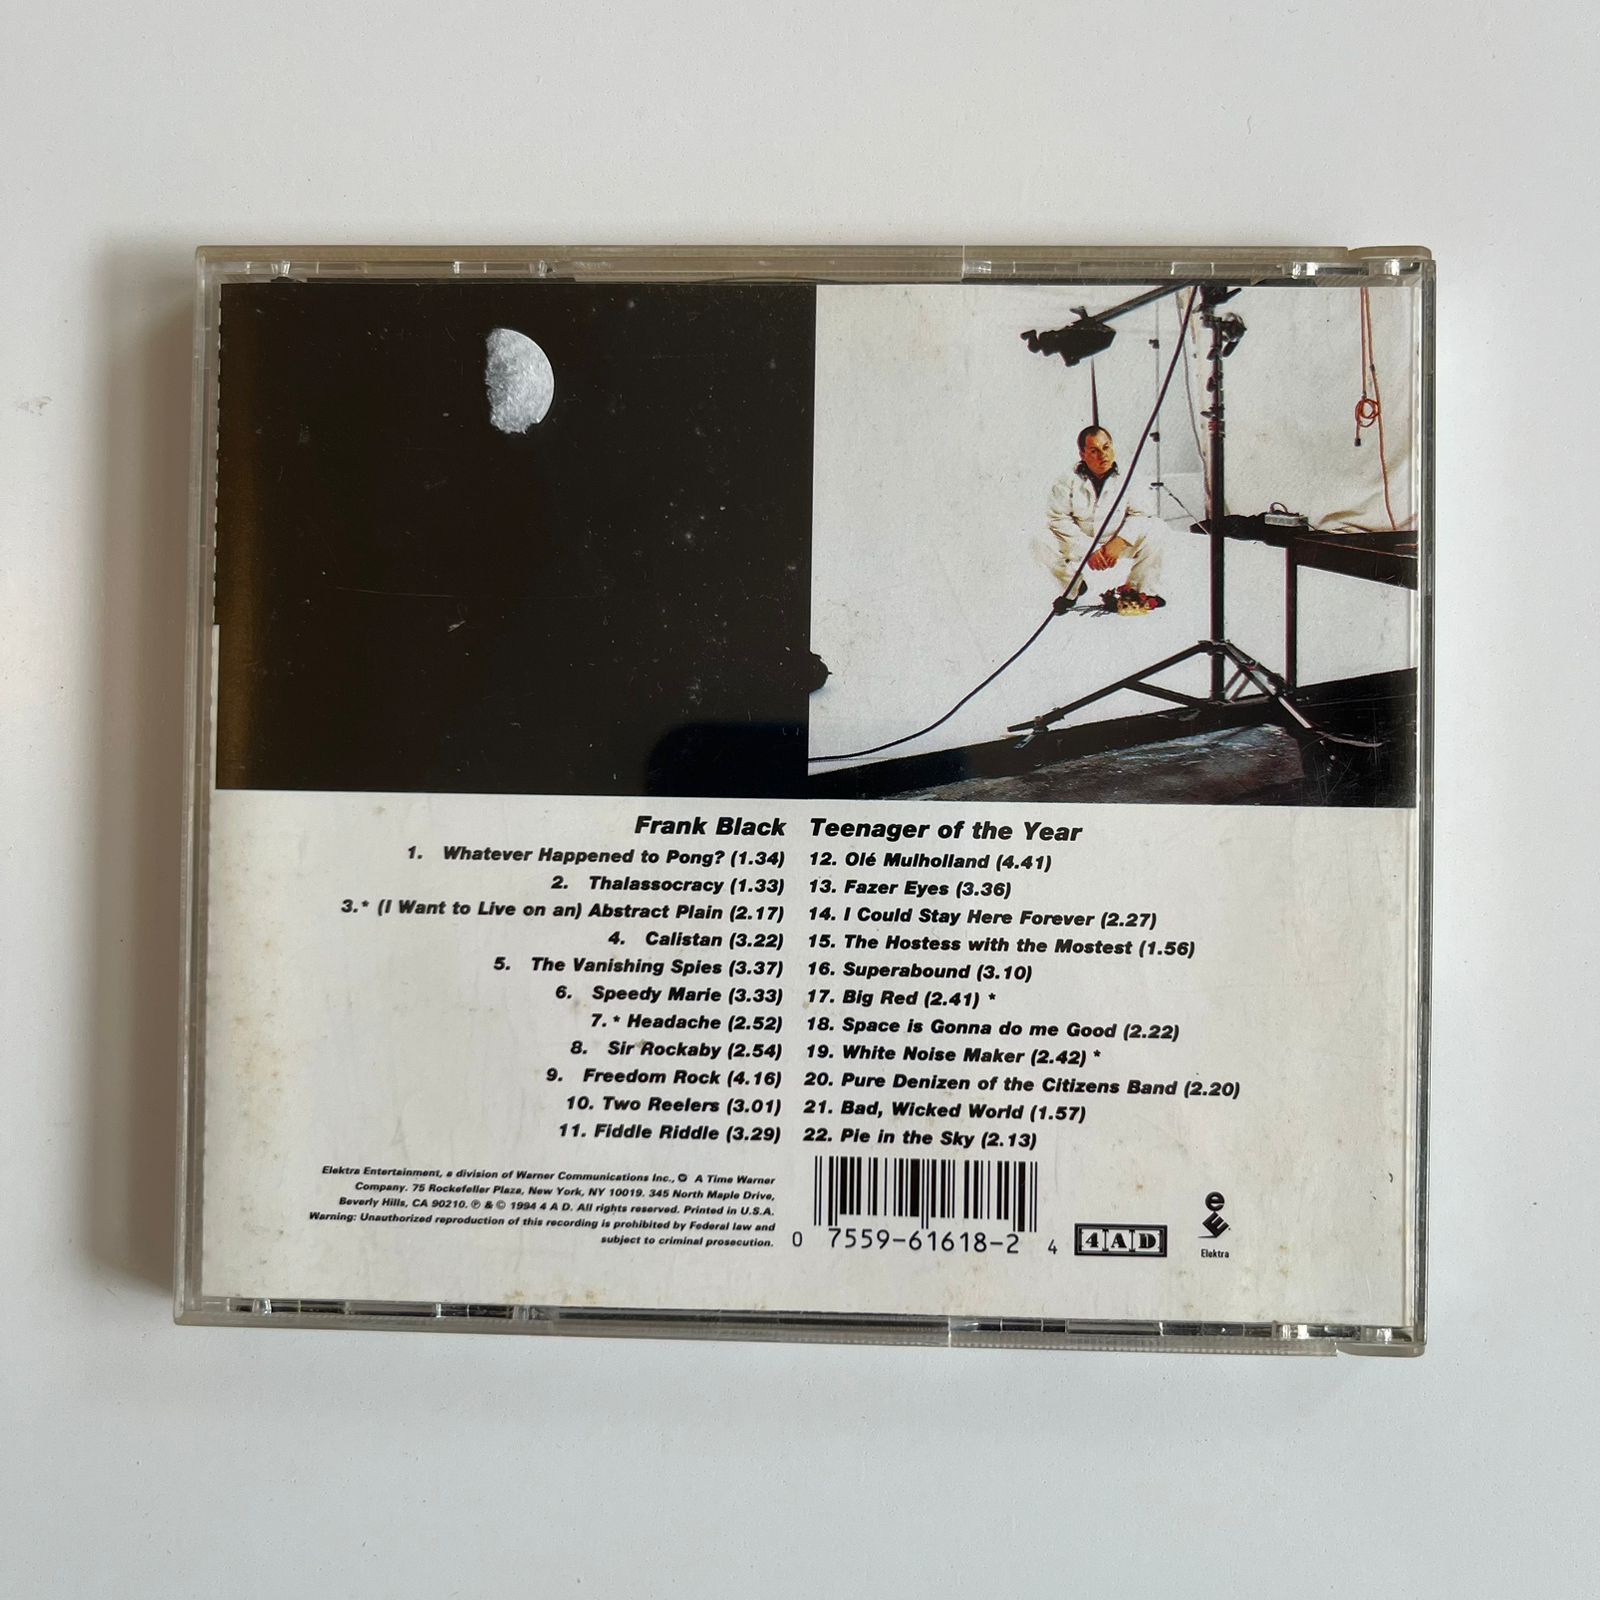 Frank Black
1. Whatever Happened to Pong? (1.34)
2. Thalassocracy (1.33)
3.* (I Want to Live on an) Abstract Plain (2.17)
4. Calistan (3.22)
5. The Vanishing Spies (3.37)
6. Speedy Marie (3.33)
7.* Headache (2.52)
8. Sir Rockaby (2.54)
9. Freedom Rock (4.16)
10. Two Reelers (3.01)
11. Fiddle Riddle (3.29)
Teenager of the Year
12. Olé Mulholland (4.41)
13. Fazer Eyes (3.36)
14. I Could Stay Here Forever (2.27)
15. The Hostess with the Mostest (1.56)
16. Superabound (3.10)
17. Big Red (2.41) *
18. Space is Gonna do me Good (2.22)
19. White Noise Maker (2.42) *
20. Pure Denizen of the Citizens Band (2.20)
21. Bad, Wicked World (1.57)
22. Pie in the Sky (2.13)
Elektra Entertainment, a division of Warner Communications Inc., A Time Warner
Company. 75 Rockefeller Plaza, New York, NY 10019. 345 North Maple Drive,
Beverly Hills, CA 90210. ℗ & © 1994 4 A D. All rights reserved. Printed in U.S.A.
Warning: Unauthorized reproduction of this recording is prohibited by Federal law and
subject to criminal prosecution.
0 7559-61618-2 4
4AD
Elektra